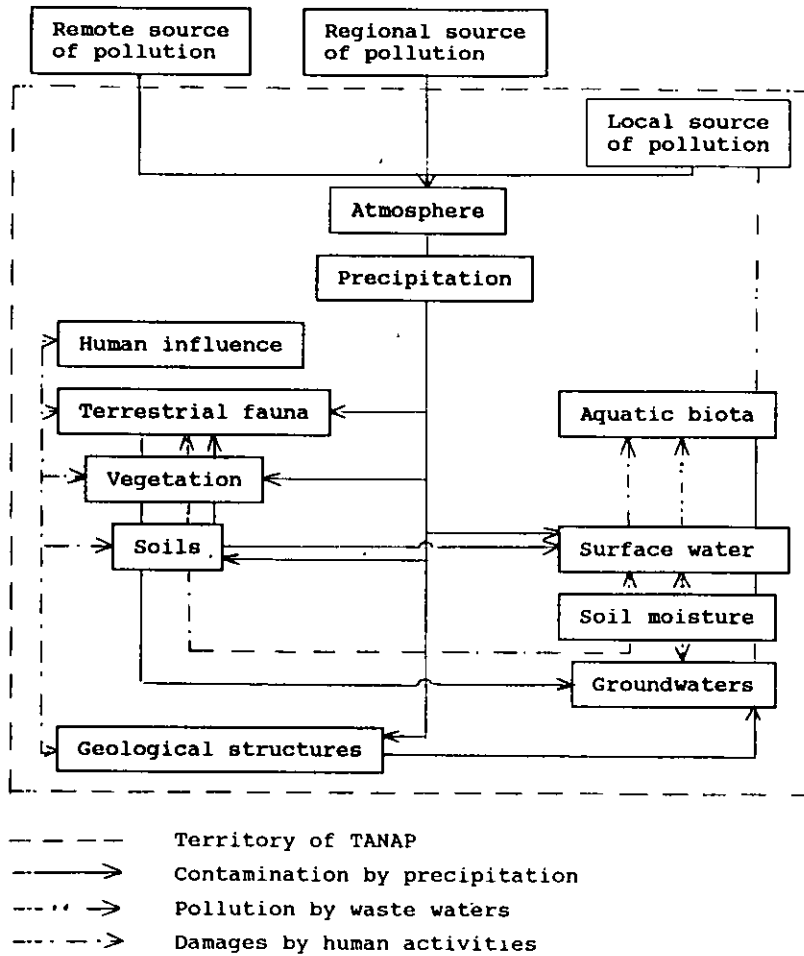 Remote source
of pollution
Regional source
of pollution
Local source
of pollution
Atmosphere
Precipitation
Human influence
Terrestrial fauna
Aquatic biota
Vegetation
Soils
Surface water
Soil moisture
Groundwaters
Geological structures
Territory of TANAP
Contamination by precipitation
Pollution by waste waters
Damages by human activities